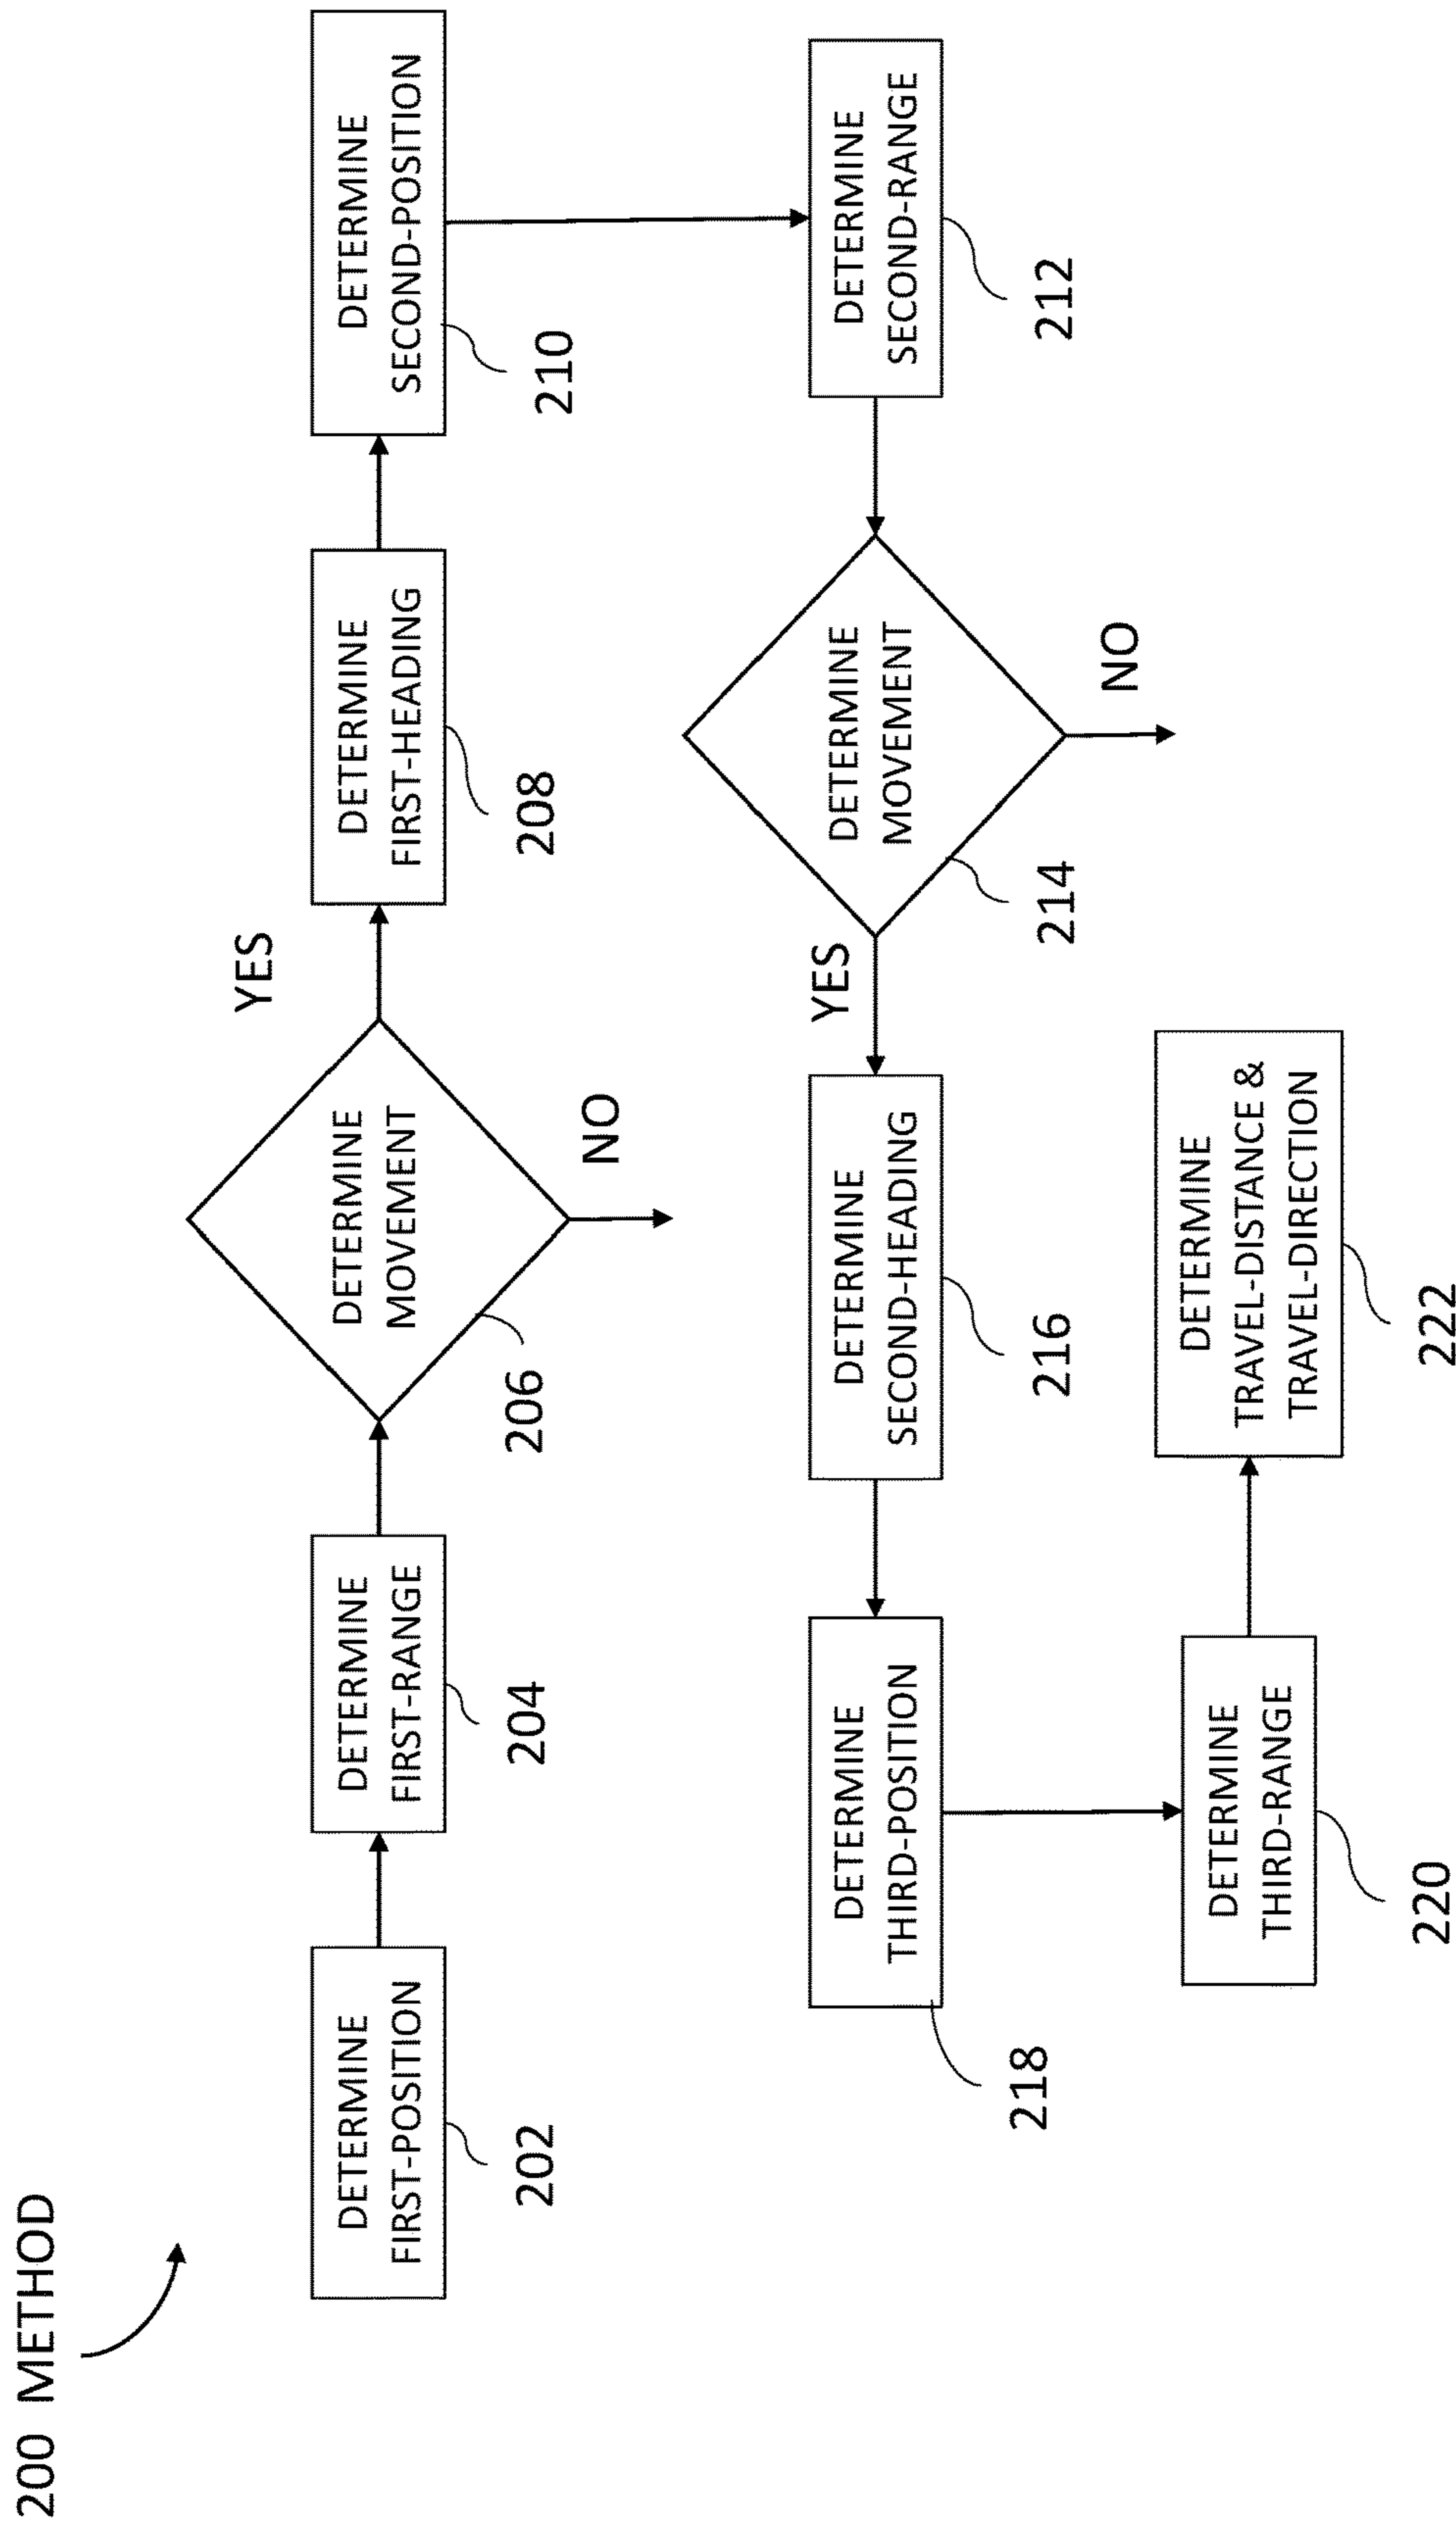 200 METHOD
DETERMINE
FIRST-POSITION
202
DETERMINE
FIRST-RANGE
204
DETERMINE
MOVEMENT
206
YES
NO
DETERMINE
FIRST-HEADING
208
DETERMINE
SECOND-POSITION
210
DETERMINE
SECOND-RANGE
212
DETERMINE
MOVEMENT
214
NO
YES
DETERMINE
SECOND-HEADING
216
DETERMINE
THIRD-POSITION
218
DETERMINE
THIRD-RANGE
220
DETERMINE
TRAVEL-DISTANCE &
TRAVEL-DIRECTION
222